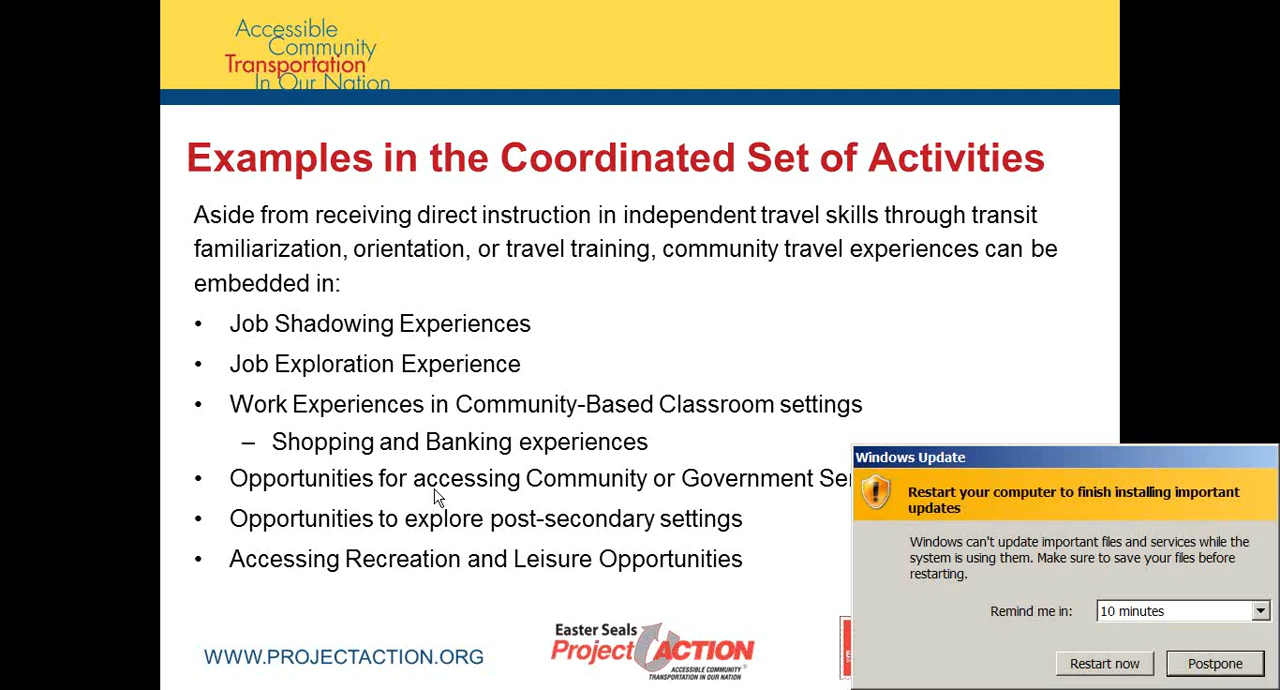 Accessible
Community
Transportation
In Our Nation
Examples in the Coordinated Set of Activities
Aside from receiving direct instruction in independent travel skills through transit
familiarization, orientation, or travel training, community travel experiences can be
embedded in:
• Job Shadowing Experiences
• Job Exploration Experience
• Work Experiences in Community-Based Classroom settings
– Shopping and Banking experiences
• Opportunities for accessing Community or Government Ser
• Opportunities to explore post-secondary settings
• Accessing Recreation and Leisure Opportunities
WWW.PROJECTACTION.ORG
Easter Seals
Project ACTION
ACCESSIBLE COMMUNITY
TRANSPORTATION IN OUR NATION
Windows Update
Restart your computer to finish installing important
updates
Windows can't update important files and services while the
system is using them. Make sure to save your files before
restarting.
Remind me in: 10 minutes
Restart now Postpone